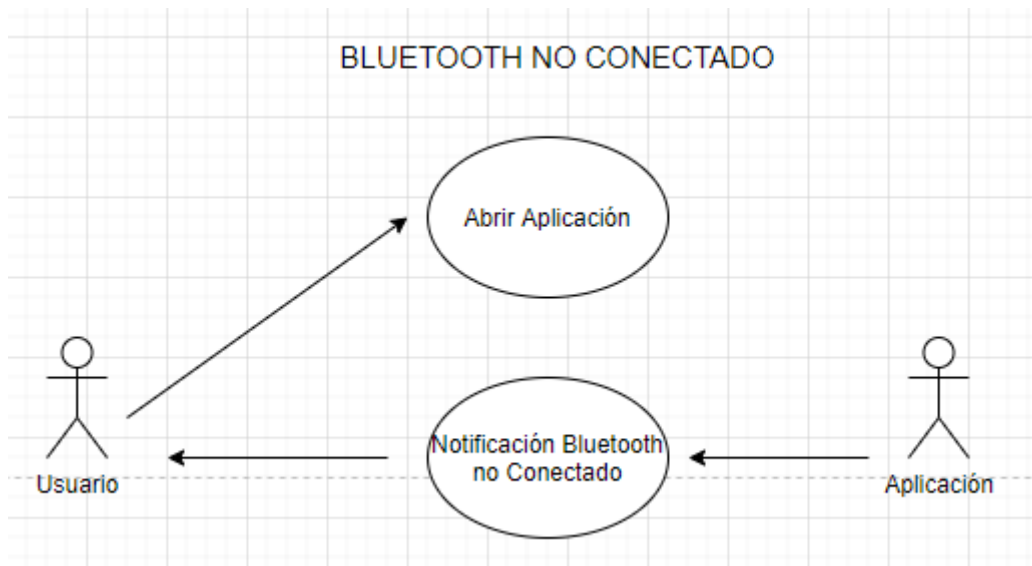 BLUETOOTH NO CONECTADO
Abrir Aplicación
Notificación Bluetooth
no Conectado
Usuario
Aplicación